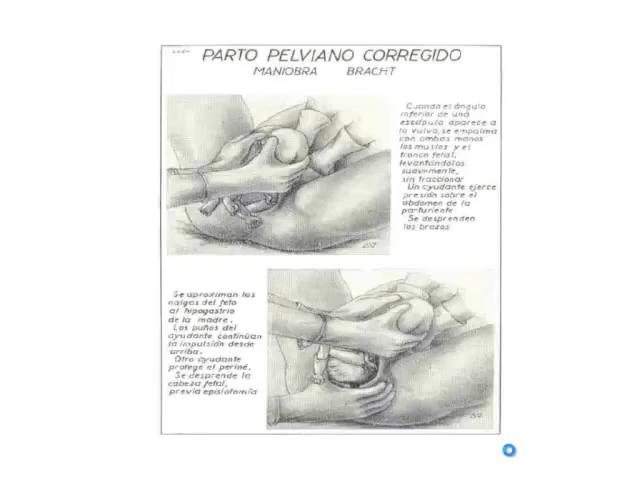 PARTO PELVIANO CORREGIDO
MANIOBRA BRACHT
Cuando el ángulo
inferior de una
escápula aparece a
la vulva, se empalma
con ambas manos
los muslos y el
tronco fetal,
levantándolos
suavemente,
sin traccionar
Un ayudante ejerce
presión sobre el
abdomen de la
parturiente
Se desprenden
los brazos
Se aproximan las
nalgas del feto
al hipogastrio
de la madre.
Los puños del
ayudante continúan
la impulsión desde
arriba.
Otro ayudante
protege el periné.
Se desprende la
cabeza fetal,
previa episiotomía